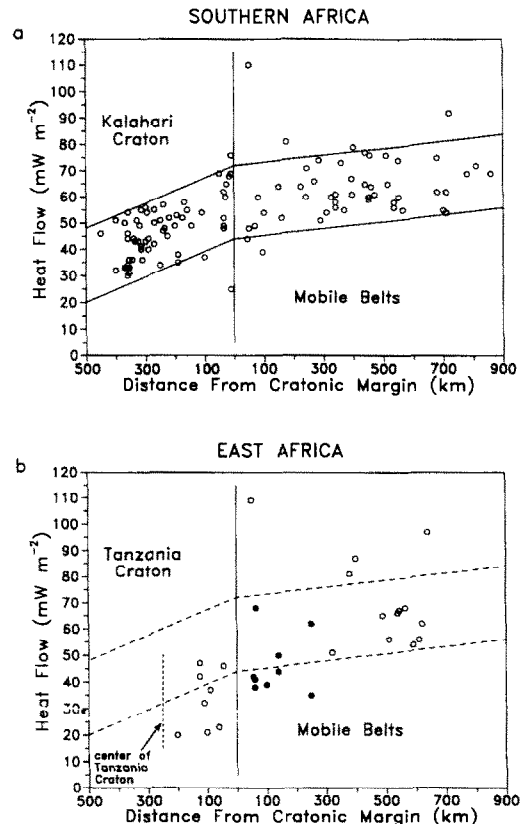 SOUTHERN AFRICA
a
120
110
100
90
80
70
60
50
40
30
20
10
0
Heat Flow (mW m⁻²)
Kalahari
Craton
Mobile Belts
500 300 100 100 300 500 700 900
Distance From Cratonic Margin (km)
EAST AFRICA
b
120
110
100
90
80
70
60
50
40
30
20
10
0
Heat Flow (mW m⁻²)
Tanzania
Craton
center of
Tanzania
Craton
Mobile Belts
500 300 100 100 300 500 700 900
Distance From Cratonic Margin (km)